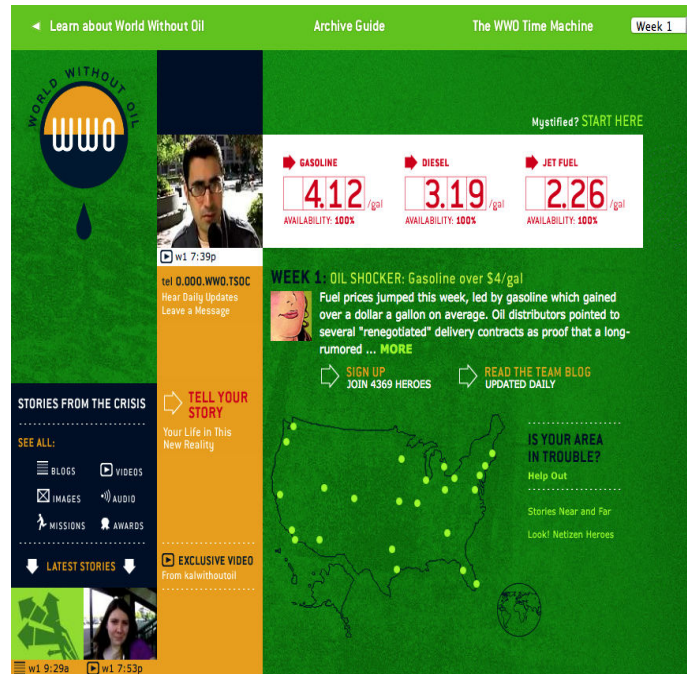 ◄ Learn about World Without Oil
Archive Guide
The WWO Time Machine
Week 1
WORLD WITHOUT OIL
WWO
Mystified? START HERE
GASOLINE
4.12 /gal
AVAILABILITY: 100%
DIESEL
3.19 /gal
AVAILABILITY: 100%
JET FUEL
2.26 /gal
AVAILABILITY: 100%
w1 7:39p
tel 0.000.WWO.TSOC
Hear Daily Updates
Leave a Message
WEEK 1: OIL SHOCKER: Gasoline over $4/gal
Fuel prices jumped this week, led by gasoline which gained
over a dollar a gallon on average. Oil distributors pointed to
several "renegotiated" delivery contracts as proof that a long-
rumored ... MORE
SIGN UP
JOIN 4369 HEROES
READ THE TEAM BLOG
UPDATED DAILY
STORIES FROM THE CRISIS
SEE ALL:
BLOGS
VIDEOS
IMAGES
AUDIO
MISSIONS
AWARDS
LATEST STORIES
w1 9:29a
w1 7:53p
TELL YOUR
STORY
Your Life in This
New Reality
EXCLUSIVE VIDEO
From kalwithoutoil
IS YOUR AREA
IN TROUBLE?
Help Out
Stories Near and Far
Look! Netizen Heroes